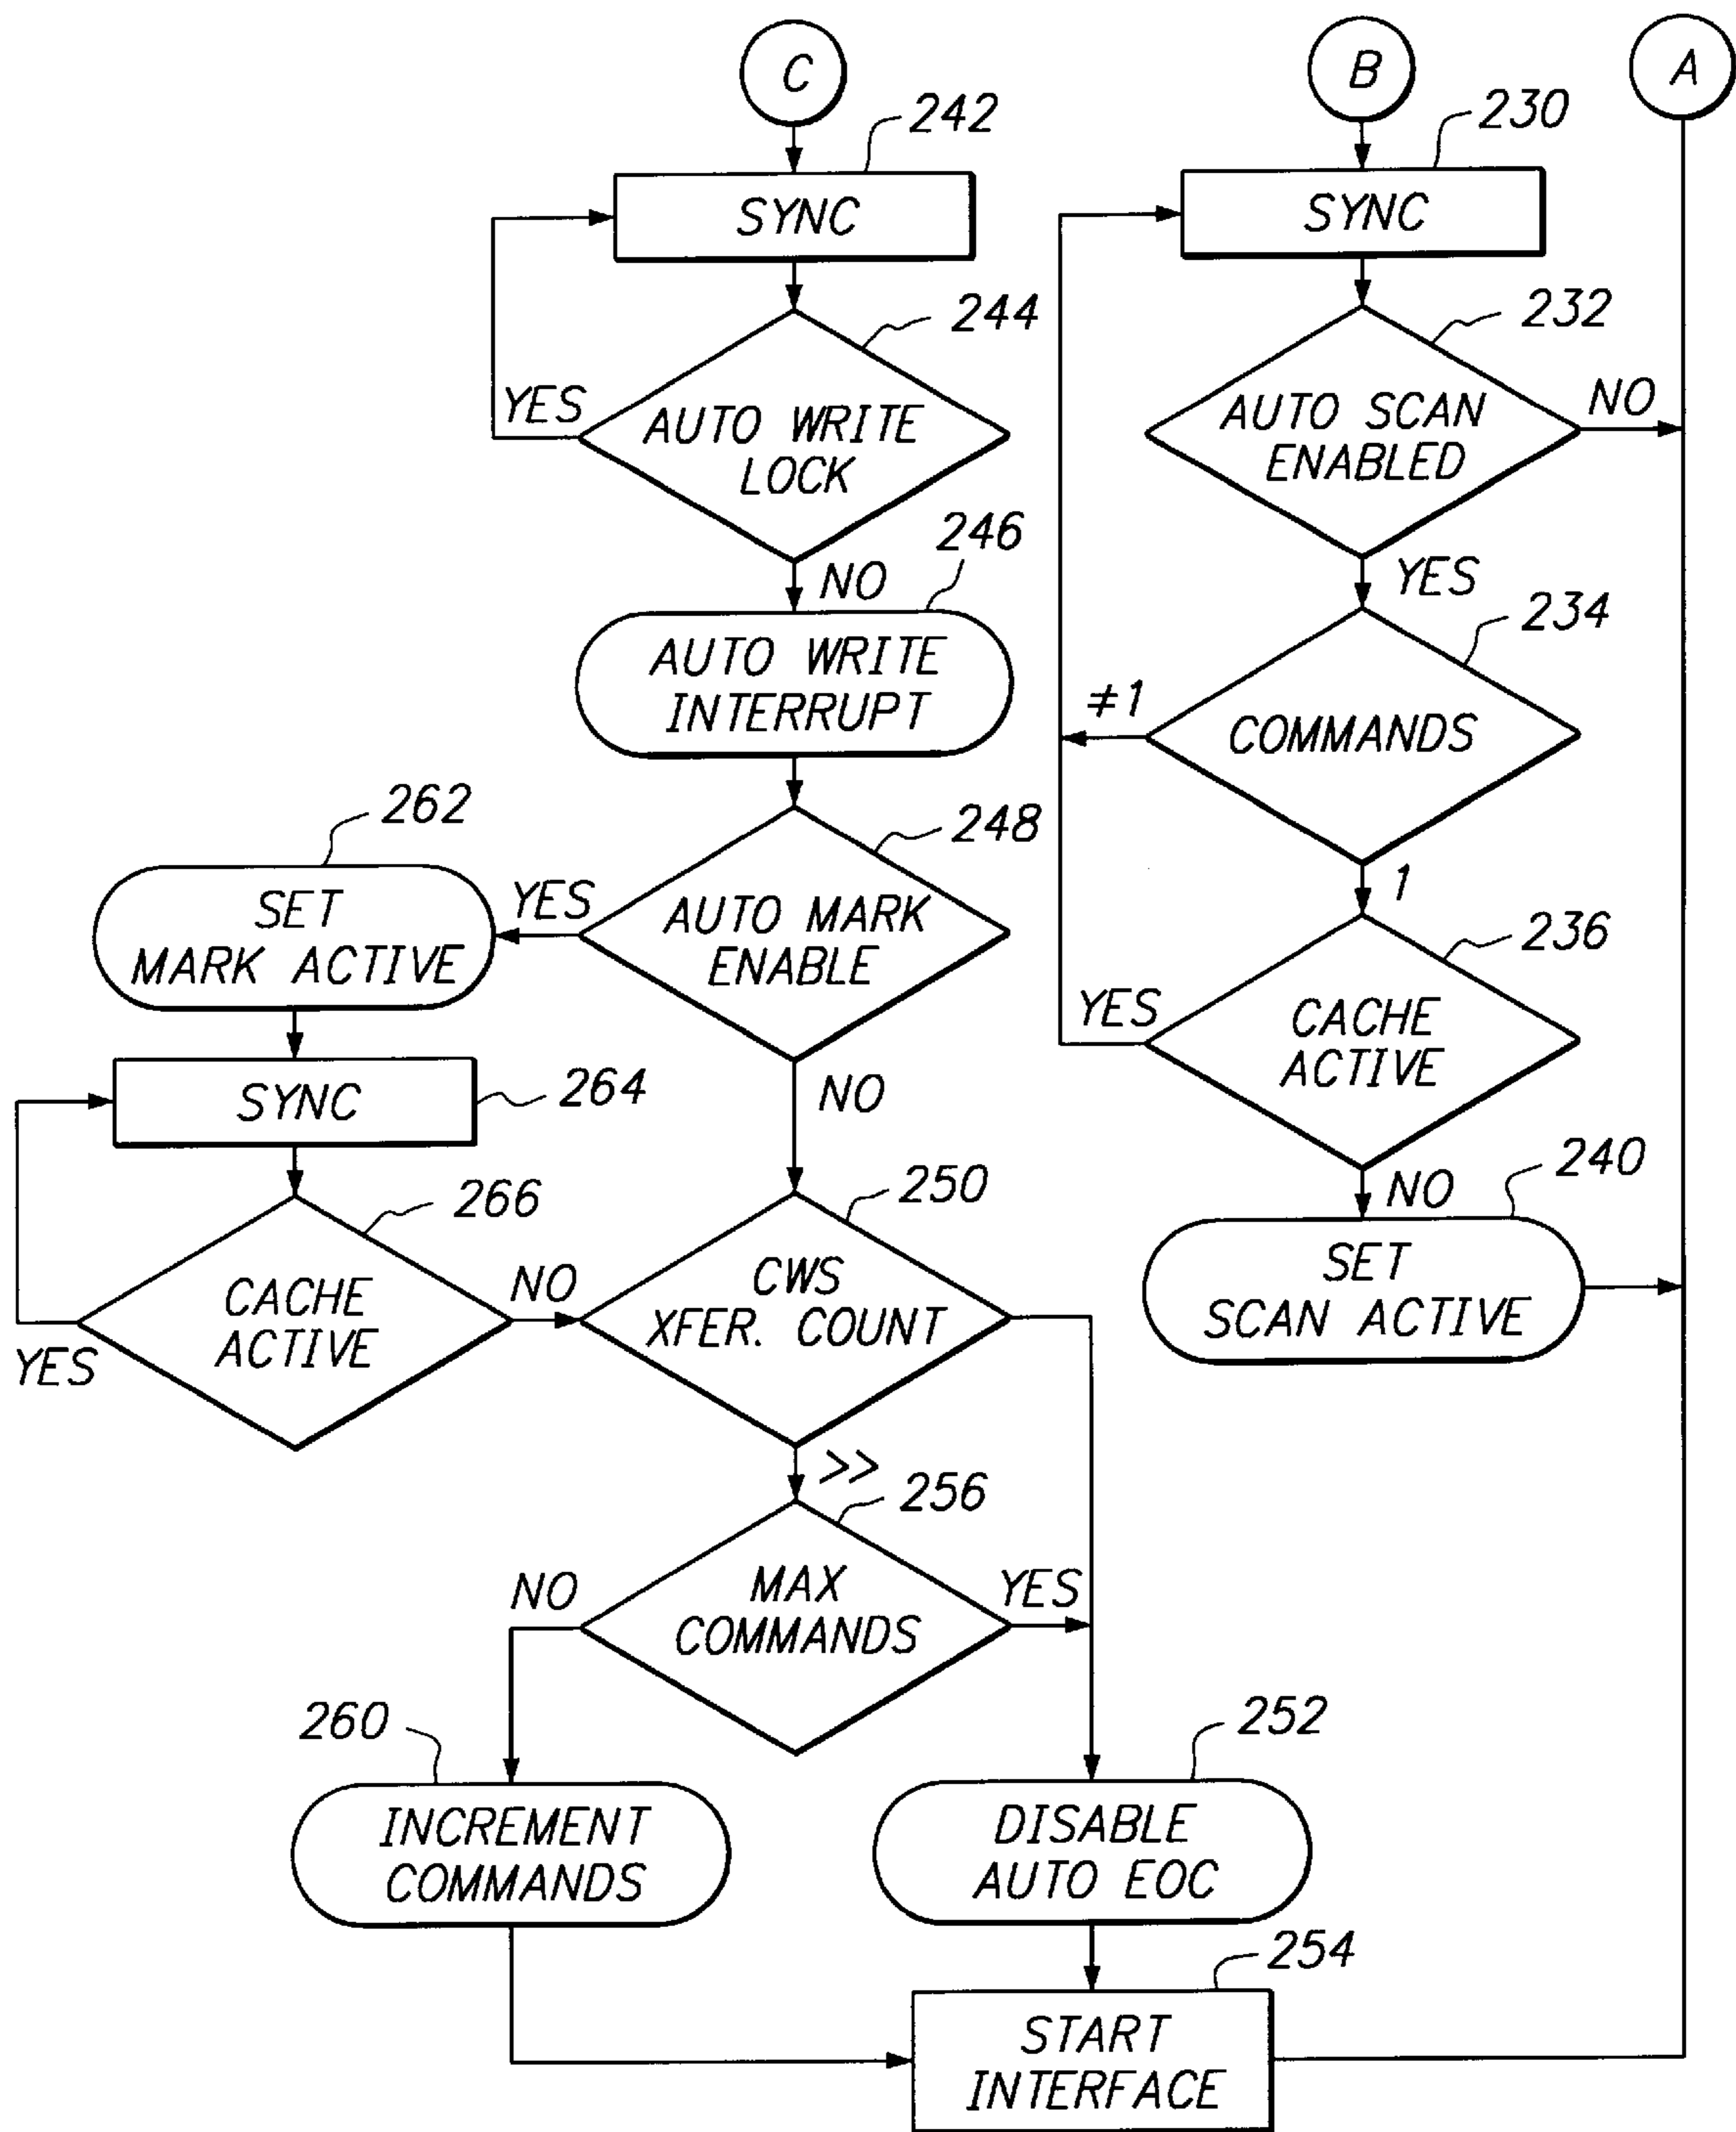 C
B
A
242
SYNC
230
SYNC
244
AUTO WRITE
LOCK
YES
NO
232
AUTO SCAN
ENABLED
NO
YES
246
AUTO WRITE
INTERRUPT
234
COMMANDS
≠1
1
248
AUTO MARK
ENABLE
YES
NO
262
SET
MARK ACTIVE
236
CACHE
ACTIVE
YES
NO
264
SYNC
266
CACHE
ACTIVE
YES
NO
250
CWS
XFER. COUNT
>>
240
SET
SCAN ACTIVE
256
MAX
COMMANDS
NO
YES
260
INCREMENT
COMMANDS
252
DISABLE
AUTO EOC
254
START
INTERFACE